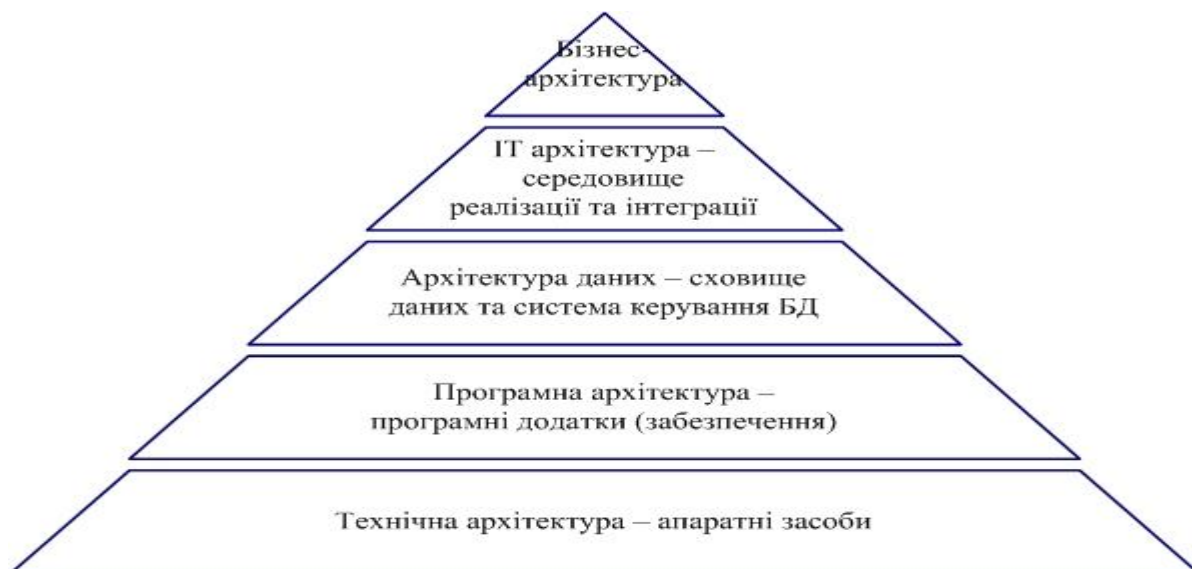 Бізнес-
архітектура
ІТ архітектура –
середовище
реалізації та інтеграції
Архітектура даних – сховище
даних та система керування БД
Програмна архітектура –
програмні додатки (забезпечення)
Технічна архітектура – апаратні засоби